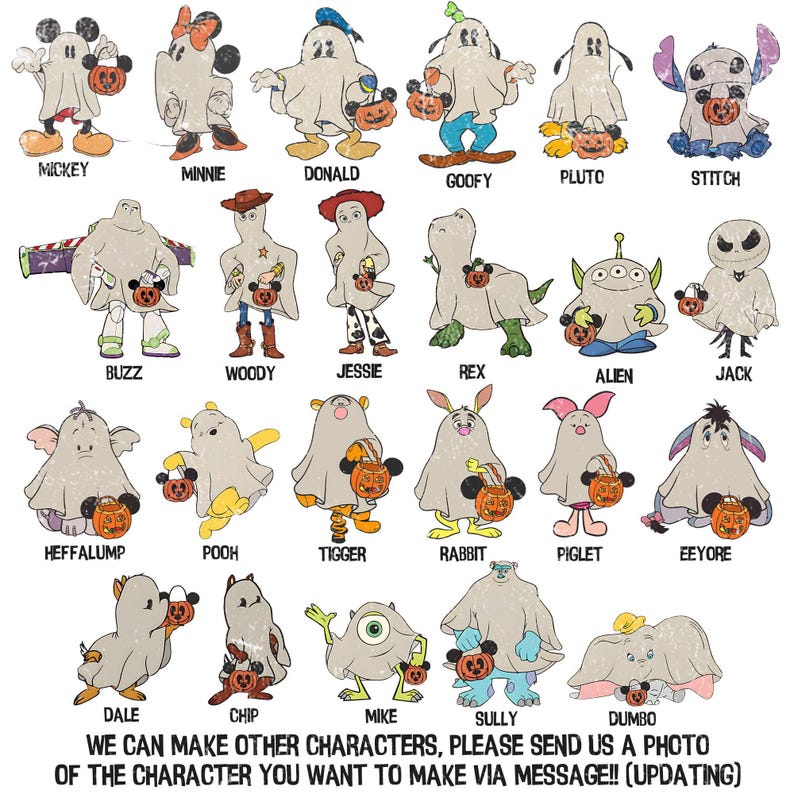 MICKEY MINNIE DONALD GOOFY PLUTO STITCH
BUZZ WOODY JESSIE REX ALIEN JACK
HEFFALUMP POOH TIGGER RABBIT PIGLET EEYORE
DALE CHIP MIKE SULLY DUMBO
WE CAN MAKE OTHER CHARACTERS, PLEASE SEND US A PHOTO
OF THE CHARACTER YOU WANT TO MAKE VIA MESSAGE!! (UPDATING)